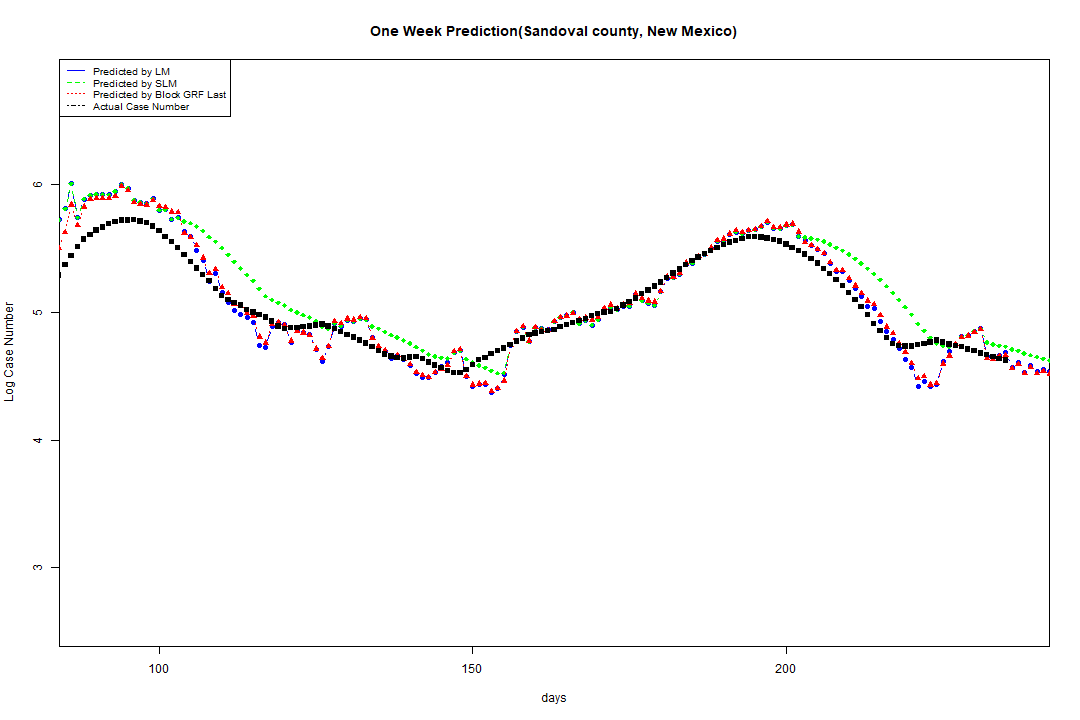 One Week Prediction(Sandoval county, New Mexico)
Predicted by LM
Predicted by SLM
Predicted by Block GRF Last
Actual Case Number
6
5
4
3
Log Case Number
100 150 200
days